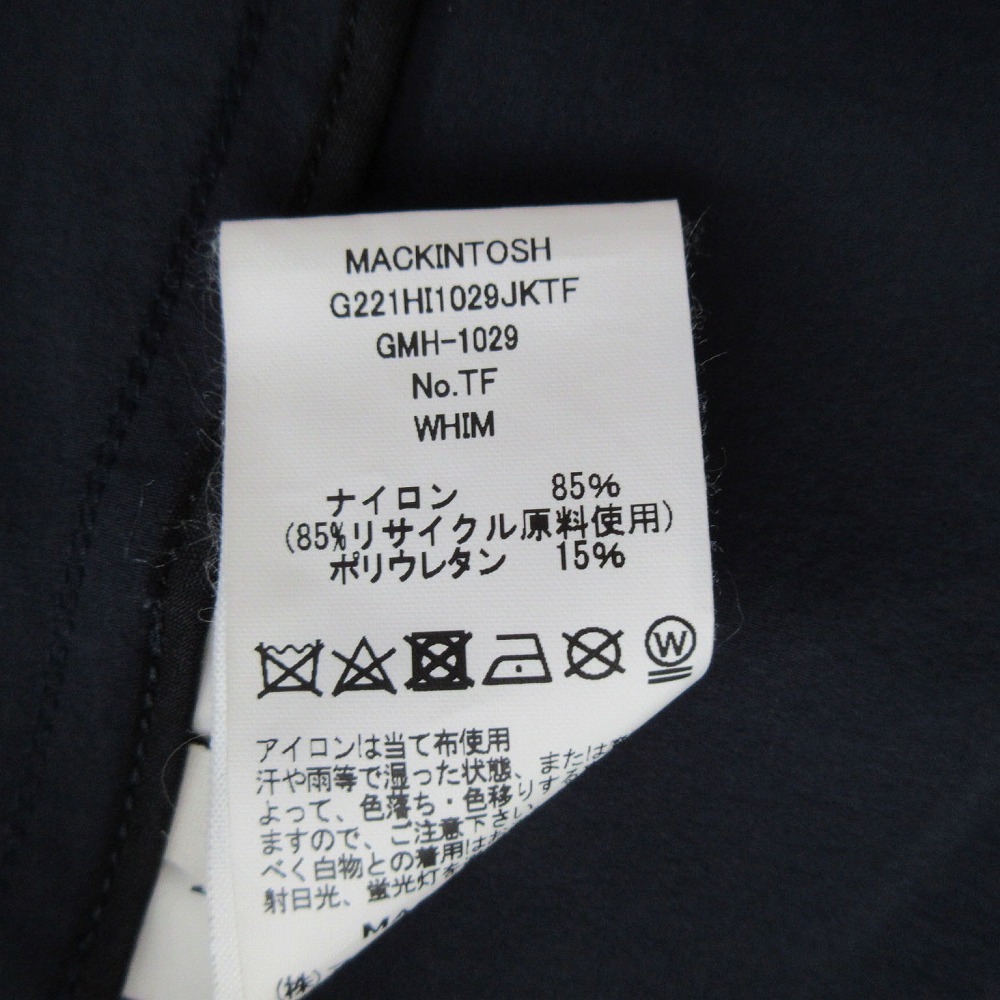 MACKINTOSH
G221HI1029JKTF
GMH-1029
No.TF
WHIM
ナイロン 85%
(85%リサイクル原料使用)
ポリウレタン 15%
W
アイロンは当て布使用
汗や雨等で湿った状態、または
よって、色落ち・色移りする
ますので、ご注意下さい
べく白物との着用は
射日光、蛍光灯を
(株)